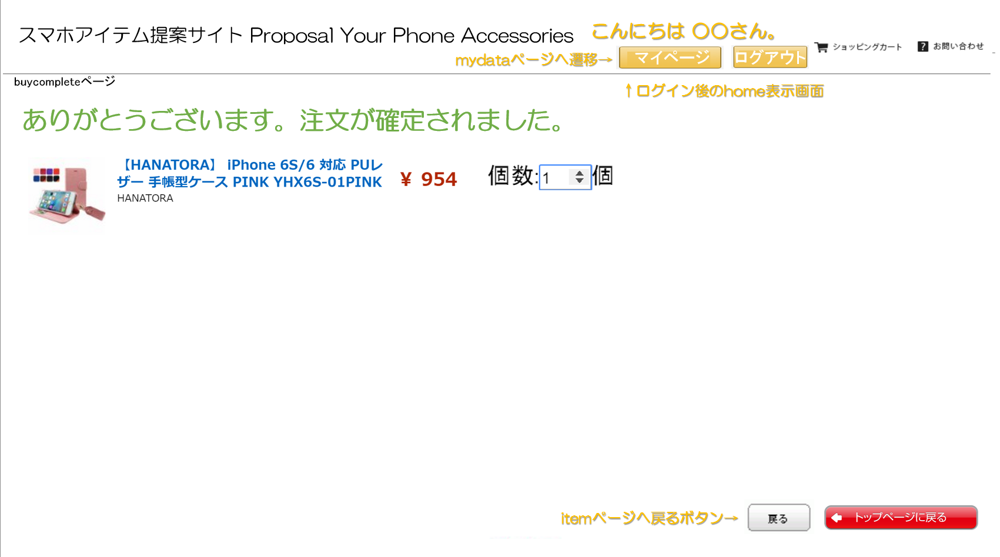 スマホアイテム提案サイト Proposal Your Phone Accessories
こんにちは 〇〇さん。
mydataページへ遷移→
マイページ
ログアウト
ショッピングカート
? お問い合わせ
buycompleteページ
↑ログイン後のhome表示画面
ありがとうございます。注文が確定されました。
【HANATORA】 iPhone 6S/6 対応 PUレ
ザー 手帳型ケース PINK YHX6S-01PINK
HANATORA
¥ 954
個数:1個
itemページへ戻るボタン→
戻る
トップページに戻る